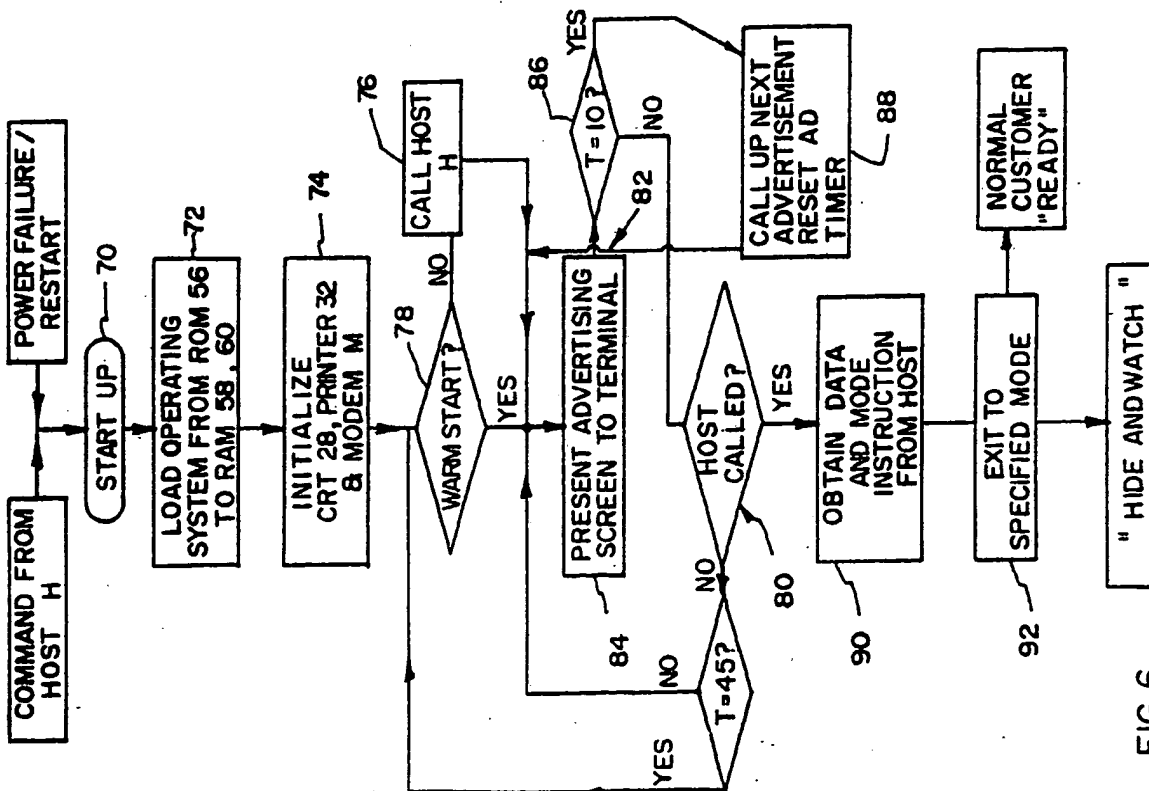 COMMAND FROM
HOST H
POWER FAILURE /
RESTART
START UP
70
LOAD OPERATING
SYSTEM FROM ROM 56
TO RAM 58 , 60
72
INITIALIZE
CRT 28, PRINTER 32
& MODEM M
74
WARM START?
78
NO
YES
CALL HOST
H
76
PRESENT ADVERTISING
SCREEN TO TERMINAL
84
82
T=10?
86
YES
NO
CALL UP NEXT
ADVERTISEMENT
RESET AD
TIMER
88
HOST
CALLED?
80
NO
YES
T=45?
NO
YES
OBTAIN DATA
AND MODE
INSTRUCTION
FROM HOST
90
EXIT TO
SPECIFIED MODE
92
NORMAL
CUSTOMER
"READY"
" HIDE ANDWATCH "
FIG 6